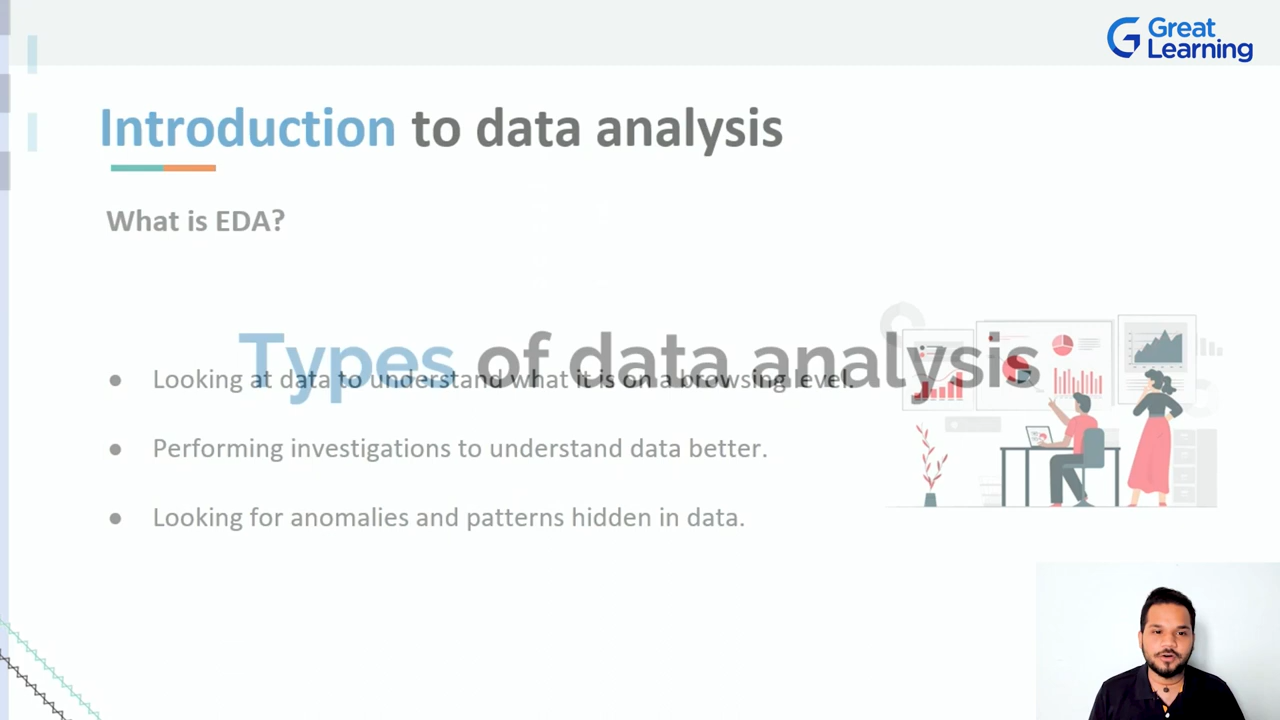 Great
Learning
Introduction to data analysis
What is EDA?
Types of data analysis
● Looking at data to understand what it is on a browsing level.
● Performing investigations to understand data better.
● Looking for anomalies and patterns hidden in data.